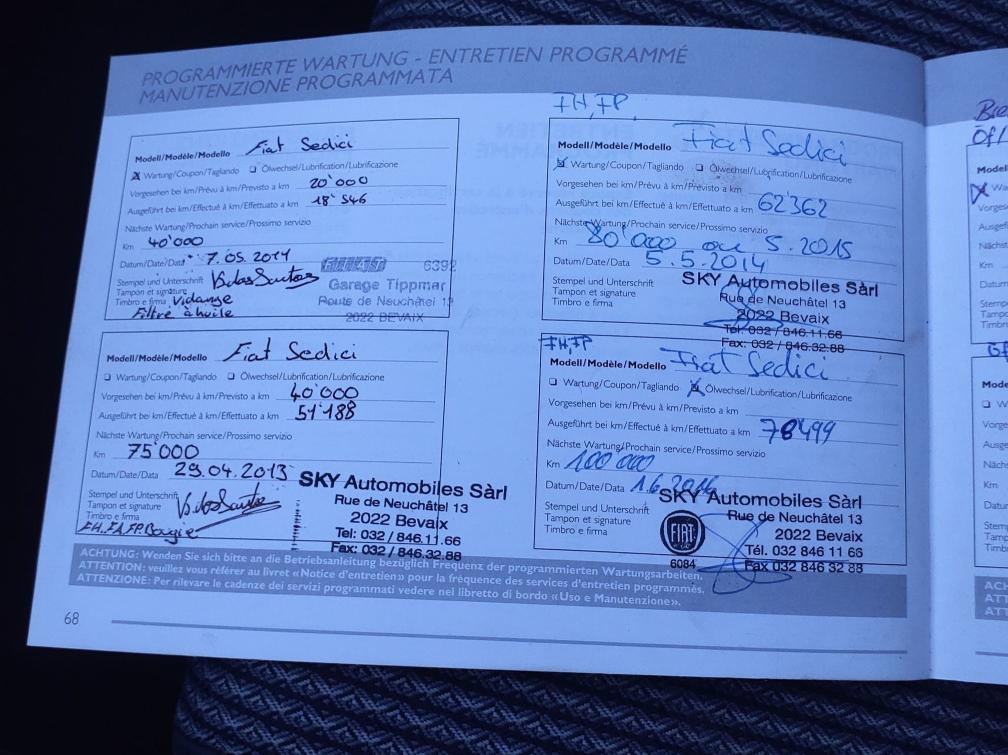 PROGRAMMIERTE WARTUNG - ENTRETIEN PROGRAMMÉ
MANUTENZIONE PROGRAMMATA
Modell/Modèle/Modello Fiat Sedici
Wartung/Coupon/Tagliando Ölwechsel/Lubrification/Lubrificazione
Vorgesehen bei km/Prévu à km/Previsto a km 20'000
Ausgeführt bei km/Effectué à km/Effettuato a km 18'546
Nächste Wartung/Prochain service/Prossimo servizio
Km 40'000
Datum/Date/Data 7.05.2011
Stempel und Unterschrift
Tampon et signature
Timbro e firma Vidange
Filtre à huile
6392
Garage Tippmar
Route de Neuchâtel 13
2022 BEVAIX
Modell/Modèle/Modello Fiat Sedici
Wartung/Coupon/Tagliando Ölwechsel/Lubrification/Lubrificazione
Vorgesehen bei km/Prévu à km/Previsto a km 40'000
Ausgeführt bei km/Effectué à km/Effettuato a km 51'188
Nächste Wartung/Prochain service/Prossimo servizio
Km 75'000
Datum/Date/Data 29.04.2013
Stempel und Unterschrift
Tampon et signature
Timbro e firma
FH, FA, FP, Bougie
SKY Automobiles Sàrl
Rue de Neuchâtel 13
2022 Bevaix
Tel: 032 / 846.11.66
Fax: 032 / 846.32.88
FH, FP,
Modell/Modèle/Modello Fiat Sedici
Wartung/Coupon/Tagliando Ölwechsel/Lubrification/Lubrificazione
Vorgesehen bei km/Prévu à km/Previsto a km
Ausgeführt bei km/Effectué à km/Effettuato a km 62362
Nächste Wartung/Prochain service/Prossimo servizio
Km 80'000 ou 5.2015
Datum/Date/Data 5.5.2014
Stempel und Unterschrift
Tampon et signature
Timbro e firma
SKY Automobiles Sàrl
Rue de Neuchâtel 13
2022 Bevaix
Tel: 032 / 846.11.66
Fax: 032 / 846.32.88
FH, FP
Modell/Modèle/Modello Fiat Sedici
Wartung/Coupon/Tagliando Ölwechsel/Lubrification/Lubrificazione
Vorgesehen bei km/Prévu à km/Previsto a km
Ausgeführt bei km/Effectué à km/Effettuato a km 78499
Nächste Wartung/Prochain service/Prossimo servizio
Km 100'000
Datum/Date/Data
Stempel und Unterschrift
Tampon et signature
Timbro e firma
FIAT
6084
SKY Automobiles Sàrl
Rue de Neuchâtel 13
2022 Bevaix
Tél. 032 846 11 66
Fax 032 846 32 88
ACHTUNG: Wenden Sie sich bitte an die Betriebsanleitung bezüglich Frequenz der programmierten Wartungsarbeiten.
ATTENTION: veuillez vous référer au livret «Notice d'entretien» pour la fréquence des services d'entretien programmés.
ATTENZIONE: Per rilevare le cadenze dei servizi programmati vedere nel libretto di bordo «Uso e Manutenzione».
68